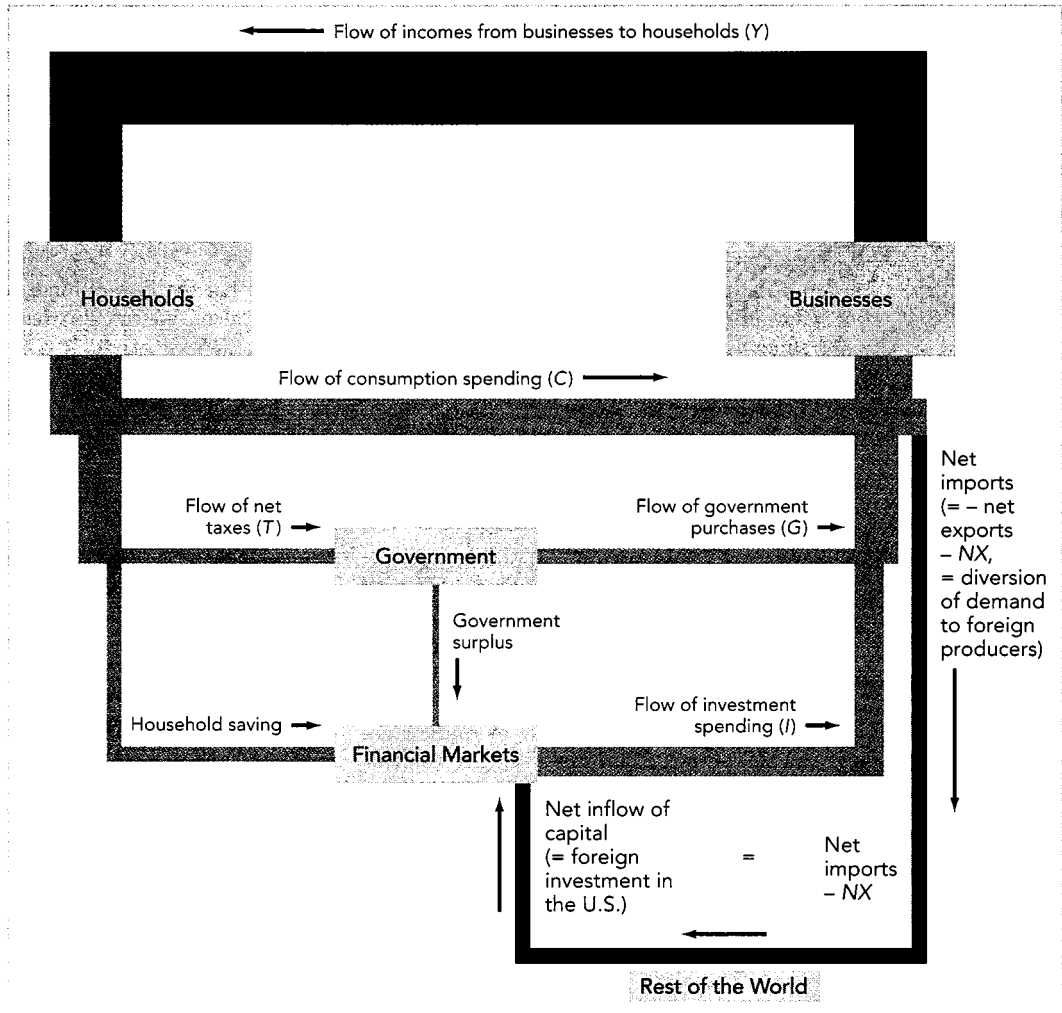 Flow of incomes from businesses to households (Y)
Households
Businesses
Flow of consumption spending (C)
Net
imports
(= – net
exports
– NX,
= diversion
of demand
to foreign
producers)
Flow of net
taxes (T)
Flow of government
purchases (G)
Government
Government
surplus
Household saving
Flow of investment
spending (I)
Financial Markets
Net inflow of
capital
(= foreign
investment in
the U.S.)
=
Net
imports
– NX
Rest of the World